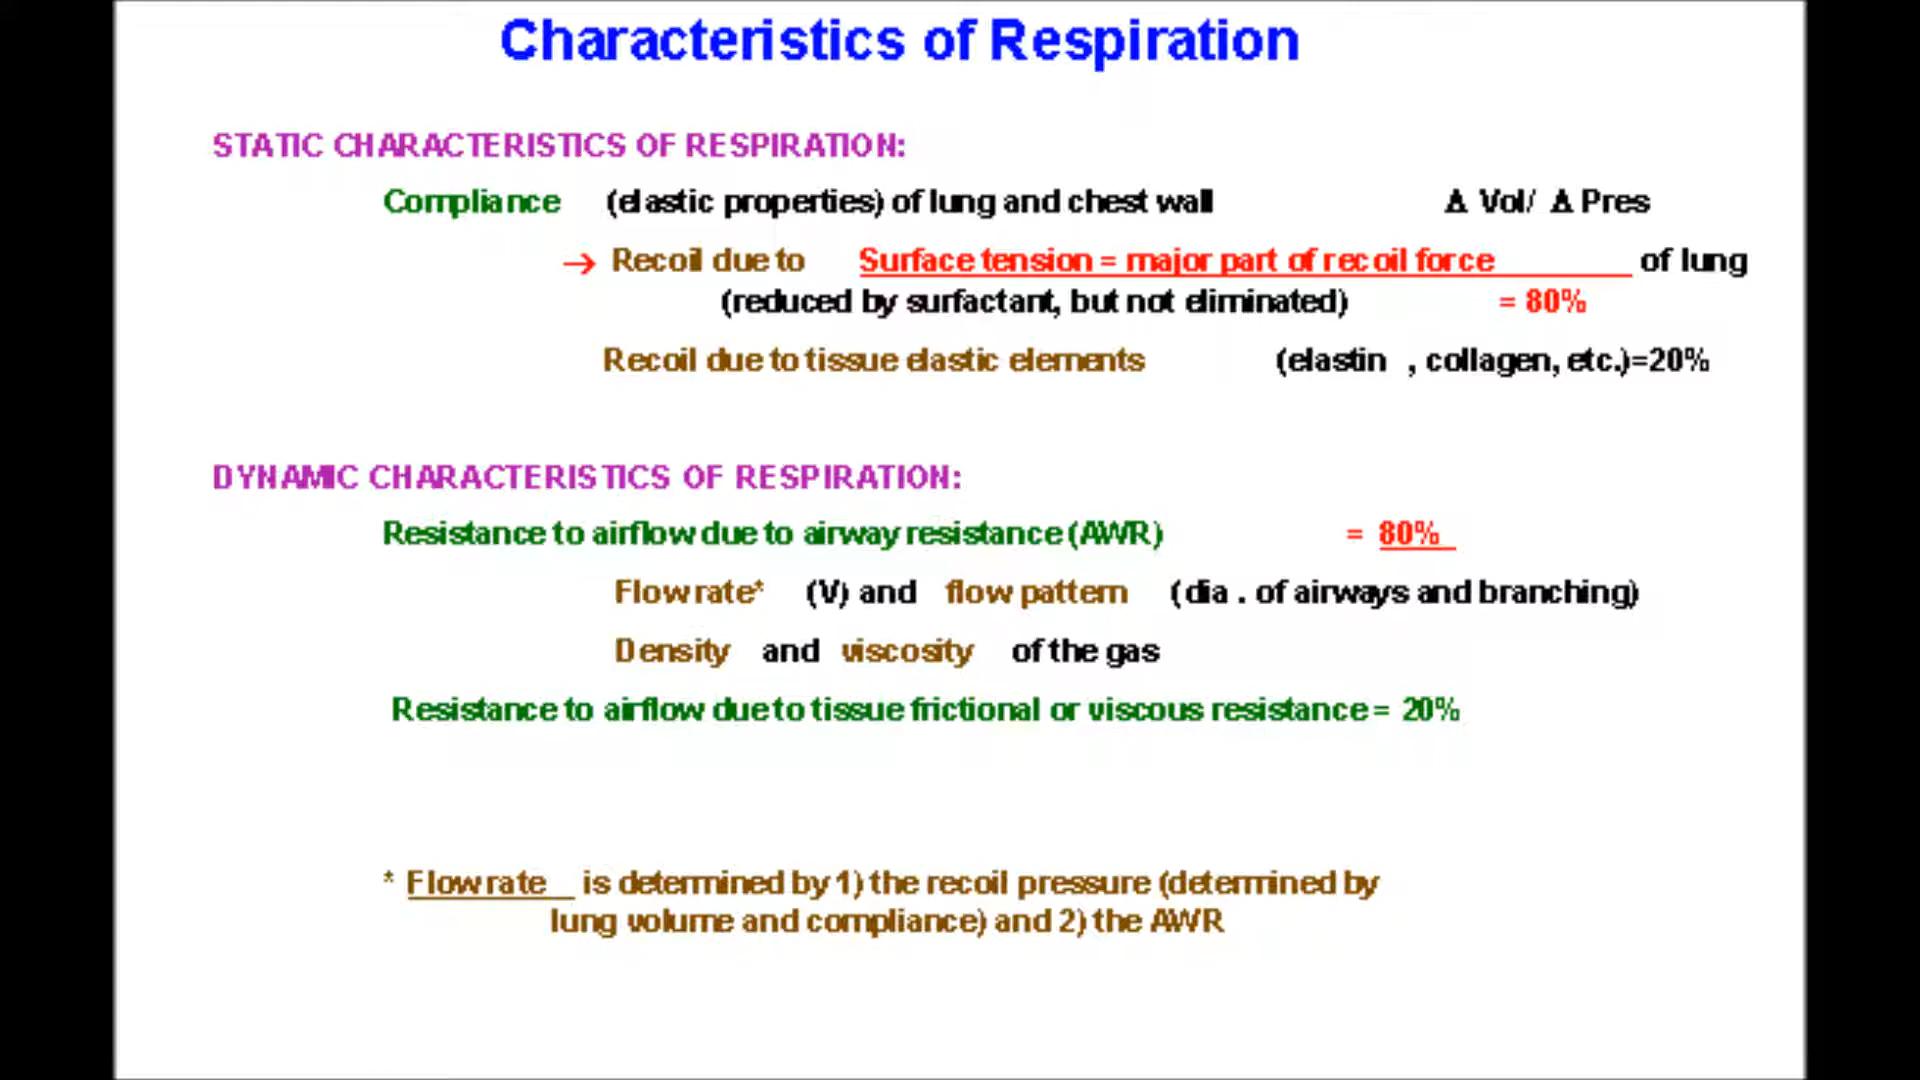 Characteristics of Respiration
STATIC CHARACTERISTICS OF RESPIRATION:
Compliance (elastic properties) of lung and chest wall Δ Vol/ Δ Pres
→ Recoil due to Surface tension = major part of recoil force of lung
(reduced by surfactant, but not eliminated) = 80%
Recoil due to tissue elastic elements (elastin , collagen, etc.)=20%
DYNAMIC CHARACTERISTICS OF RESPIRATION:
Resistance to airflow due to airway resistance (AWR) = 80%
Flow rate* (V) and flow pattern (dia . of airways and branching)
Density and viscosity of the gas
Resistance to airflow due to tissue frictional or viscous resistance = 20%
* Flow rate is determined by 1) the recoil pressure (determined by
lung volume and compliance) and 2) the AWR